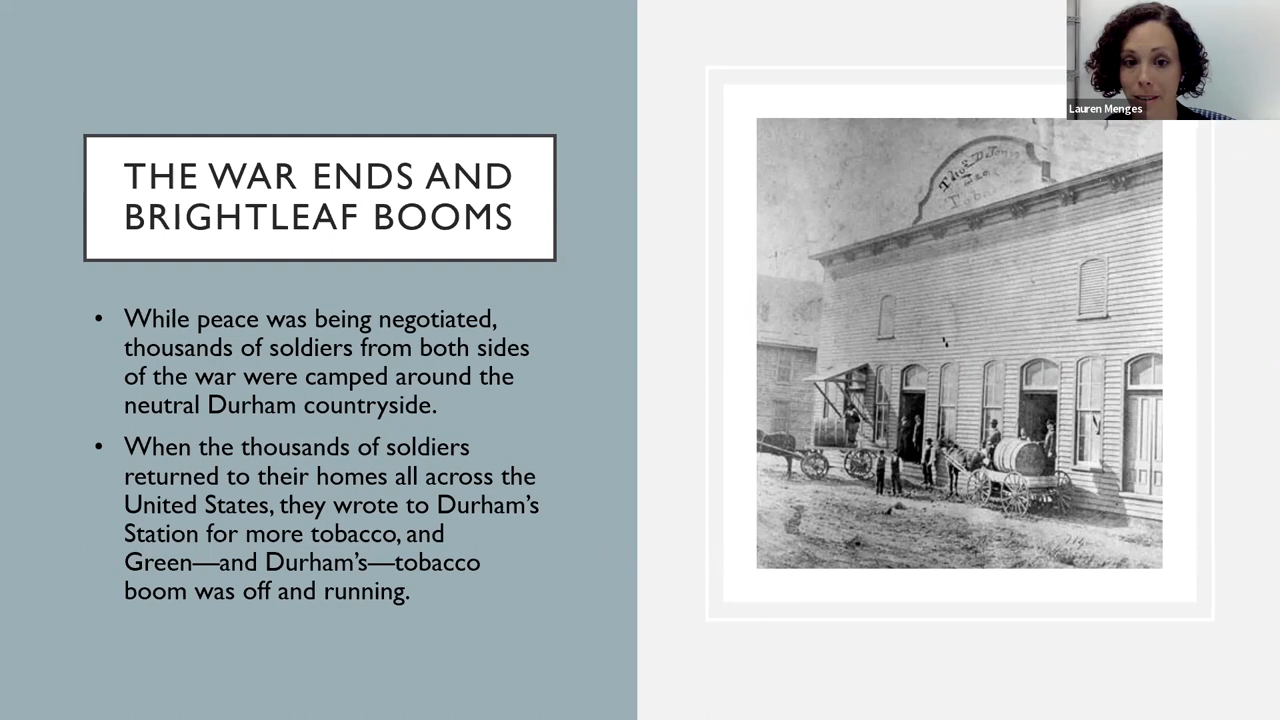 Lauren Menges
THE WAR ENDS AND
BRIGHTLEAF BOOMS
• While peace was being negotiated,
thousands of soldiers from both sides
of the war were camped around the
neutral Durham countryside.
• When the thousands of soldiers
returned to their homes all across the
United States, they wrote to Durham’s
Station for more tobacco, and
Green—and Durham’s—tobacco
boom was off and running.